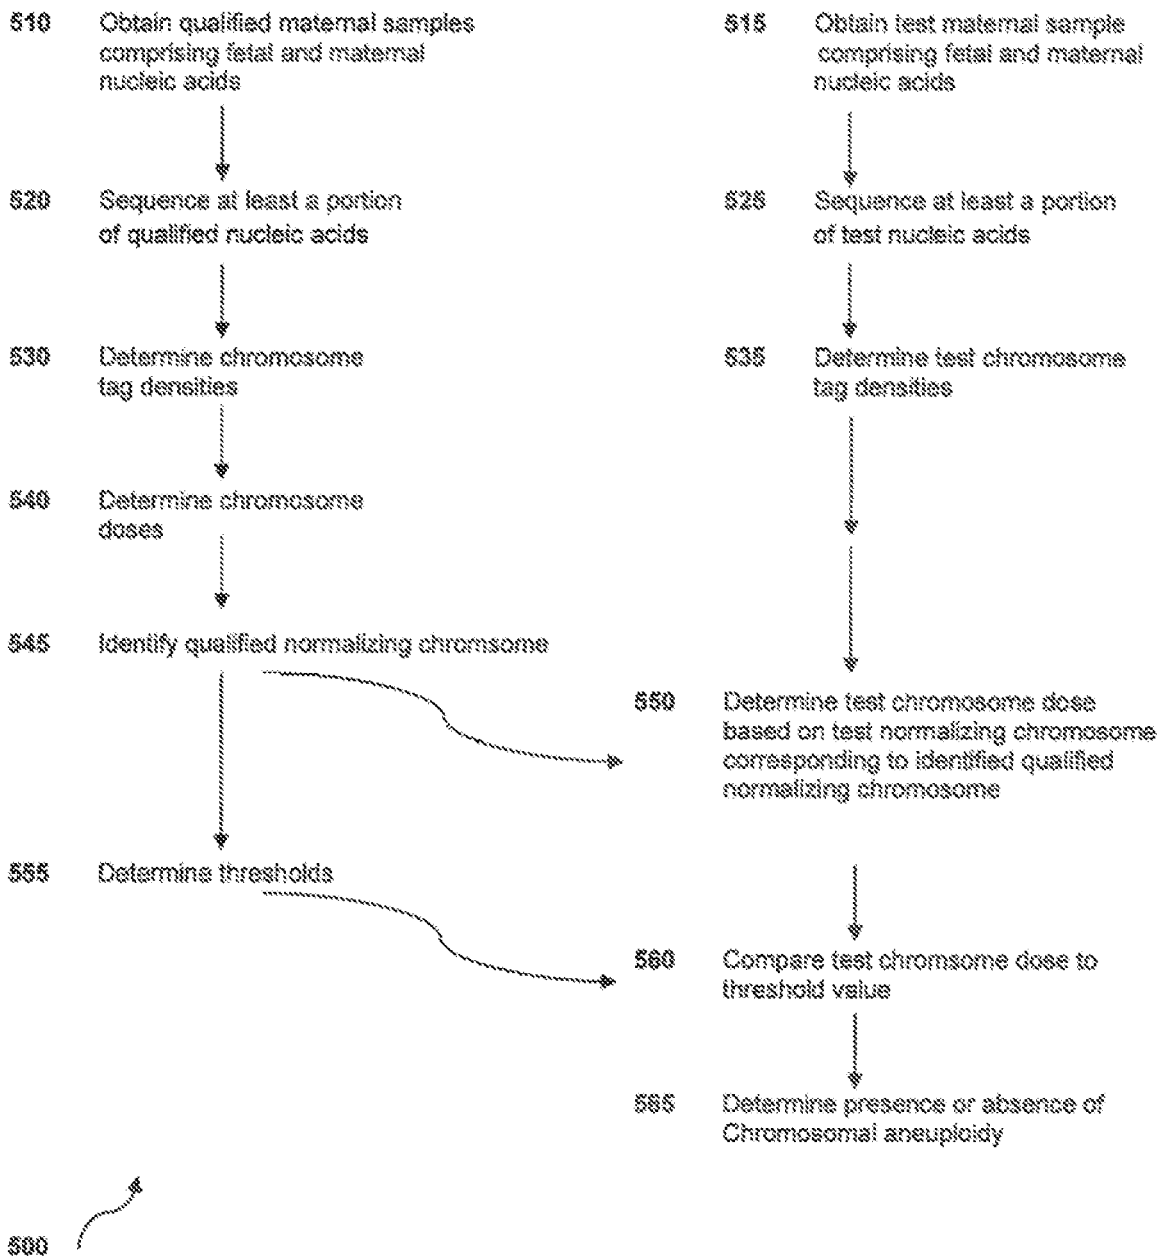 510 Obtain qualified maternal samples
comprising fetal and maternal
nucleic acids
515 Obtain test maternal sample
comprising fetal and maternal
nucleic acids
520 Sequence at least a portion
of qualified nucleic acids
525 Sequence at least a portion
of test nucleic acids
530 Determine chromosome
tag densities
535 Determine test chromosome
tag densities
540 Determine chromosome
doses
545 Identify qualified normalizing chromsome
550 Determine test chromosome dose
based on test normalizing chromosome
corresponding to identified qualified
normalizing chromosome
555 Determine thresholds
560 Compare test chromsome dose to
threshold value
565 Determine presence or absence of
Chromosomal aneuploidy
500